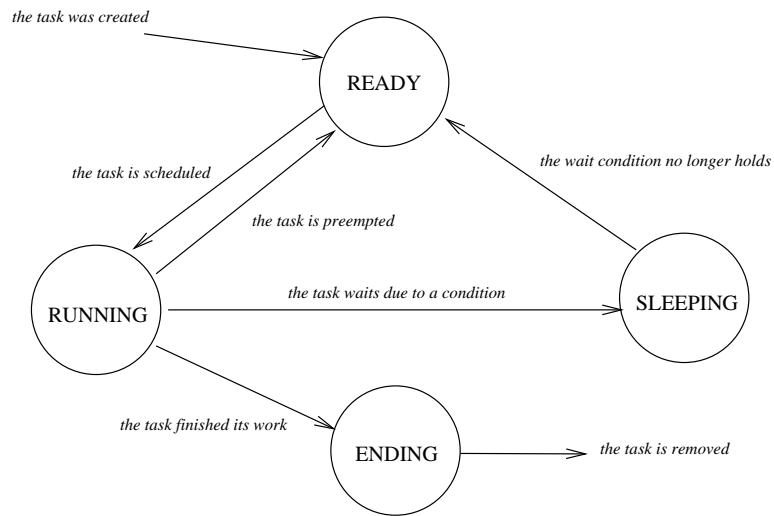 the task was created
READY
the wait condition no longer holds
the task is scheduled
the task is preempted
the task waits due to a condition
RUNNING
SLEEPING
the task finished its work
ENDING
the task is removed